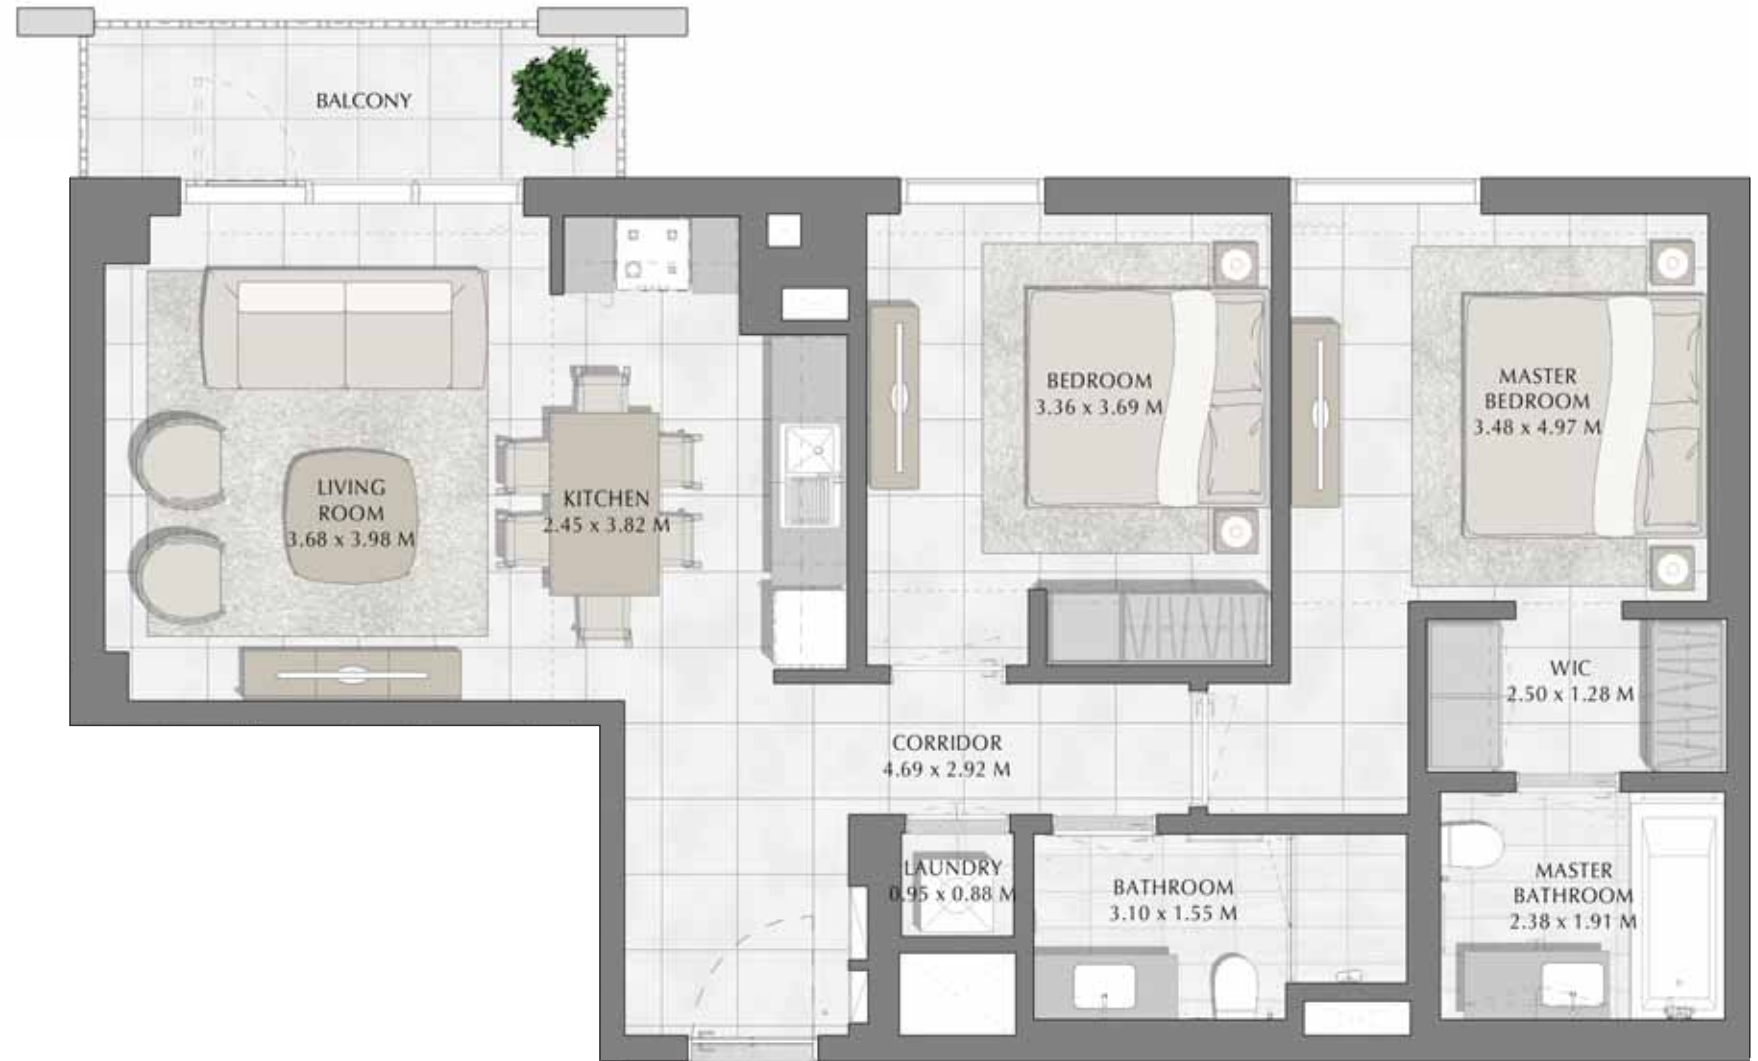 BALCONY
BEDROOM
3.36 x 3.69 M
MASTER
BEDROOM
3.48 x 4.97 M
LIVING
ROOM
3.68 x 3.98 M
KITCHEN
2.45 x 3.82 M
WIC
2.50 x 1.28 M
CORRIDOR
4.69 x 2.92 M
LAUNDRY
0.95 x 0.88 M
BATHROOM
3.10 x 1.55 M
MASTER
BATHROOM
2.38 x 1.91 M